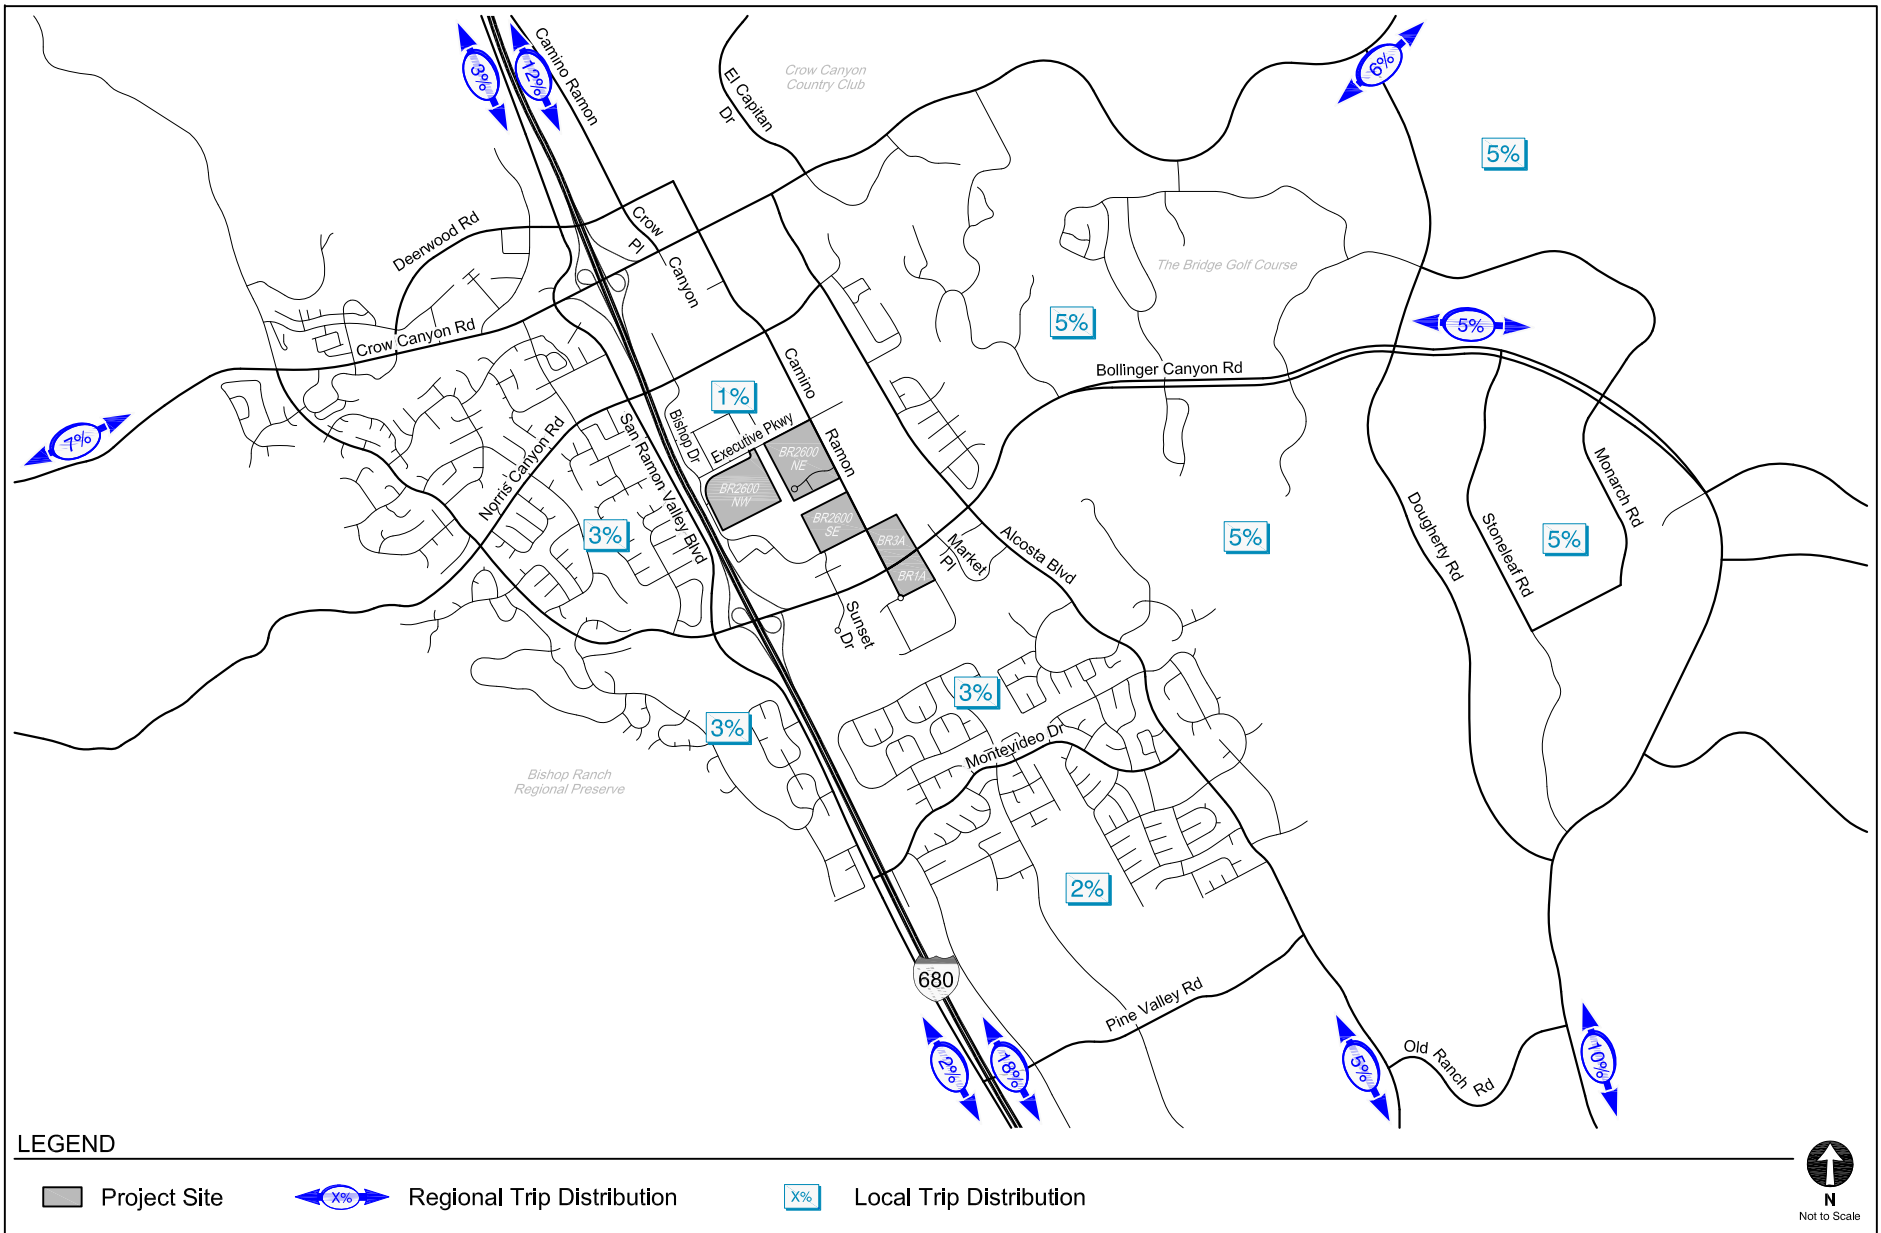 3%
12%
Camino Ramon
El Capitan
Dr
Crow Canyon
Country Club
6%
5%
Deerwood Rd
Crow
Pl
Canyon
The Bridge Golf Course
5%
5%
Crow Canyon Rd
Camino
Ramon
Bollinger Canyon Rd
1%
7%
Norris Canyon Rd
San Ramon Valley Blvd
Bishop Dr
Executive Pkwy
BR2600
NE
BR2600
NW
BR2600
SE
BR3A
BR1A
Market
Pl
Alcosta Blvd
3%
5%
5%
Dougherty Rd
Stoneleaf Rd
Monarch Rd
Sunset
Dr
3%
3%
Montevideo Dr
Bishop Ranch
Regional Preserve
2%
680
Pine Valley Rd
2%
18%
5%
Old Ranch
Rd
10%
LEGEND
Project Site
X%
Regional Trip Distribution
X%
Local Trip Distribution
N
Not to Scale